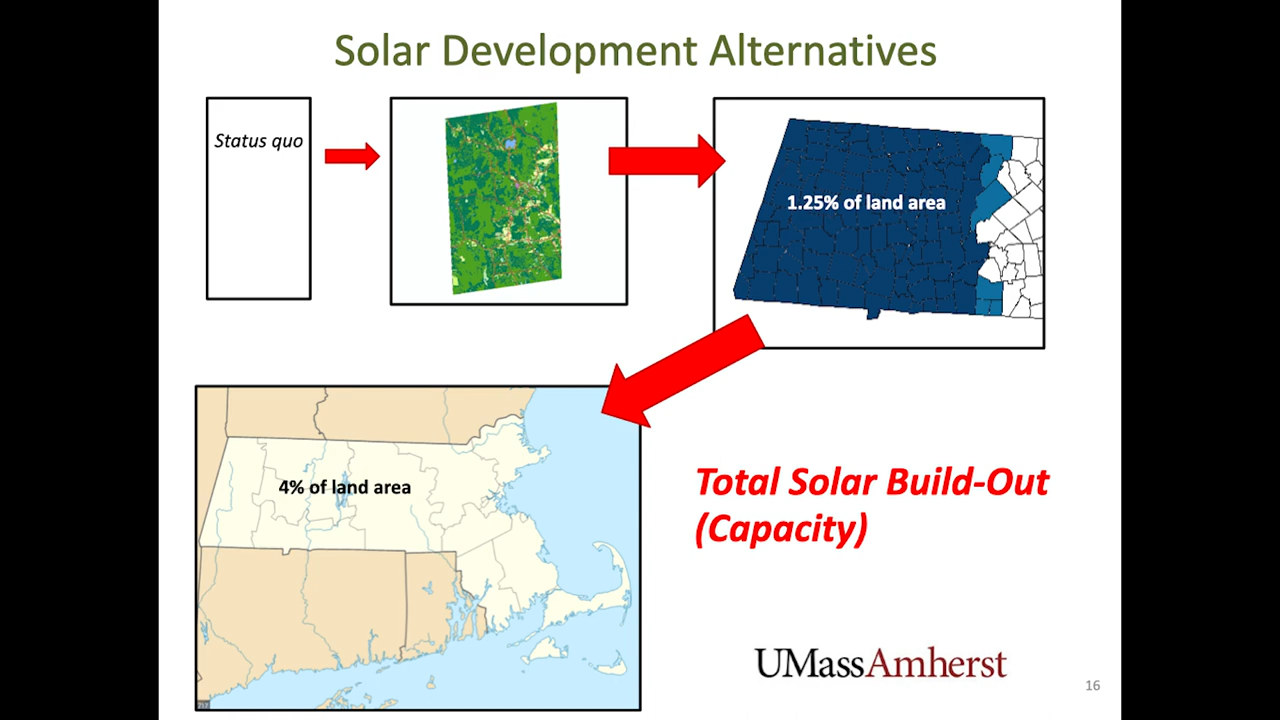 Solar Development Alternatives
Status quo
1.25% of land area
4% of land area
Total Solar Build-Out
(Capacity)
UMassAmherst
16